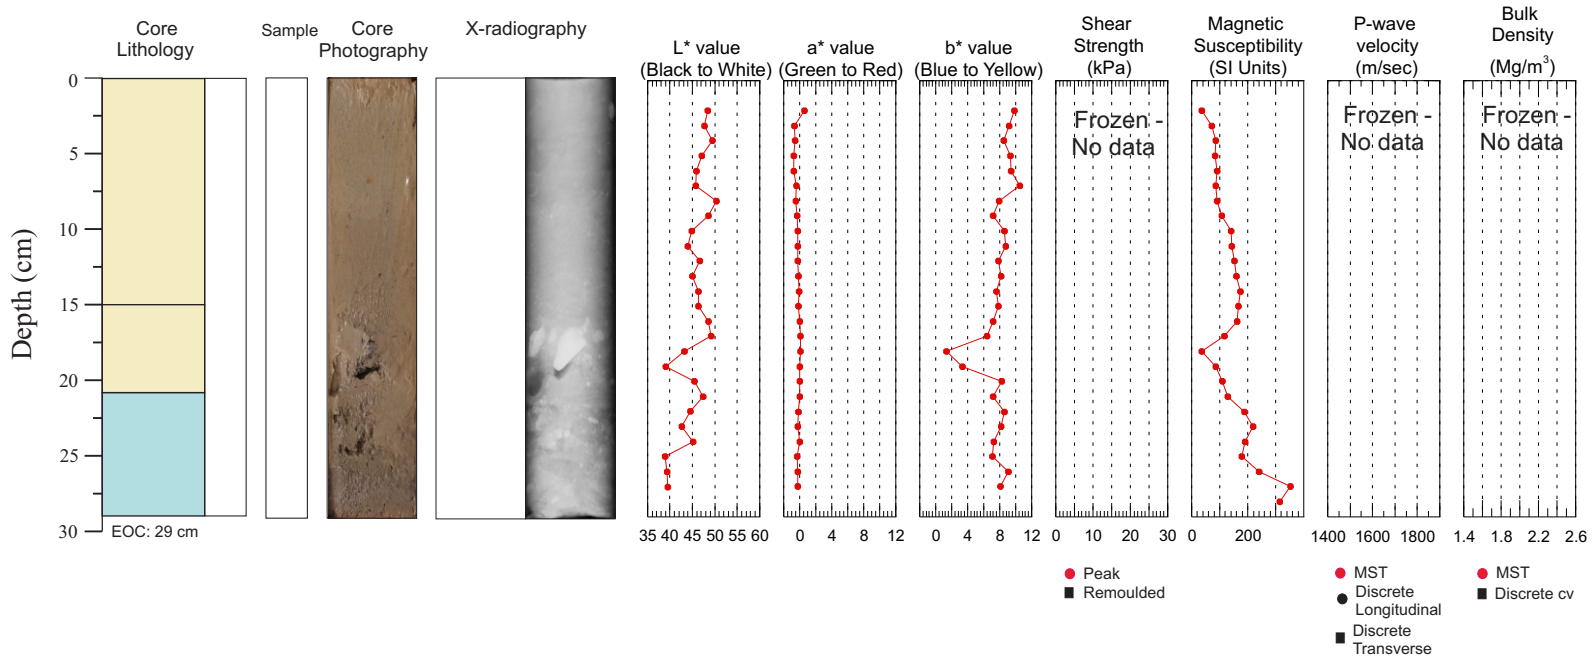 Core
Lithology
Sample
Core
Photography
X-radiography
L* value
(Black to White)
a* value
(Green to Red)
b* value
(Blue to Yellow)
Shear
Strength
(kPa)
Magnetic
Susceptibility
(SI Units)
P-wave
velocity
(m/sec)
Bulk
Density
(Mg/m³)
Depth (cm)
0
5
10
15
20
25
30
EOC: 29 cm
Frozen -
No data
Frozen -
No data
Frozen -
No data
35 40 45 50 55 60
0 4 8 12
0 4 8 12
0 10 20 30
0 200
1400 1600 1800
1.4 1.8 2.2 2.6
Peak
Remoulded
MST
Discrete
Longitudinal
Discrete
Transverse
MST
Discrete cv